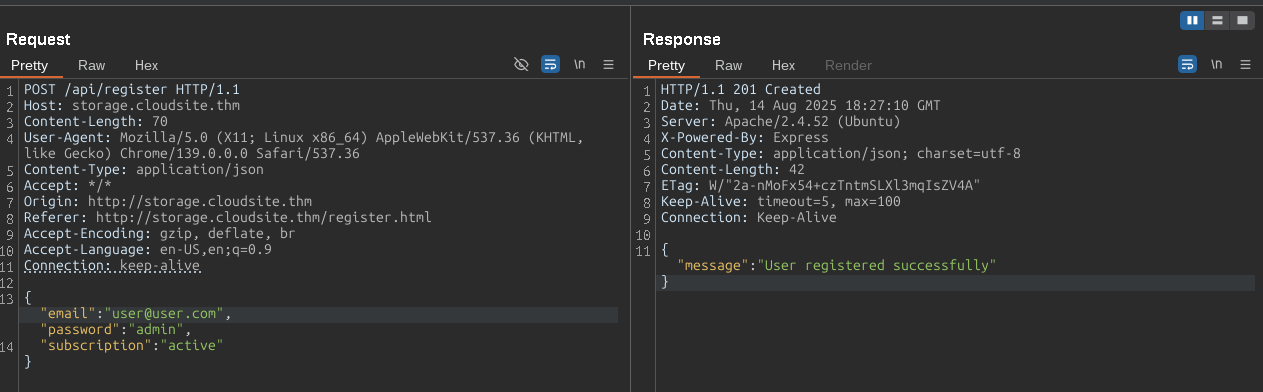 Request
Pretty Raw Hex \n
1 POST /api/register HTTP/1.1
2 Host: storage.cloudsite.thm
3 Content-Length: 70
4 User-Agent: Mozilla/5.0 (X11; Linux x86_64) AppleWebKit/537.36 (KHTML,
like Gecko) Chrome/139.0.0.0 Safari/537.36
5 Content-Type: application/json
6 Accept: */*
7 Origin: http://storage.cloudsite.thm
8 Referer: http://storage.cloudsite.thm/register.html
9 Accept-Encoding: gzip, deflate, br
10 Accept-Language: en-US,en;q=0.9
11 Connection: keep-alive
12
13 {
"email":"user@user.com",
"password":"admin",
14 "subscription":"active"
}
Response
Pretty Raw Hex Render \n
1 HTTP/1.1 201 Created
2 Date: Thu, 14 Aug 2025 18:27:10 GMT
3 Server: Apache/2.4.52 (Ubuntu)
4 X-Powered-By: Express
5 Content-Type: application/json; charset=utf-8
6 Content-Length: 42
7 ETag: W/"2a-nMoFx54+czTntmSLXl3mqIsZV4A"
8 Keep-Alive: timeout=5, max=100
9 Connection: Keep-Alive
10
11 {
"message":"User registered successfully"
}